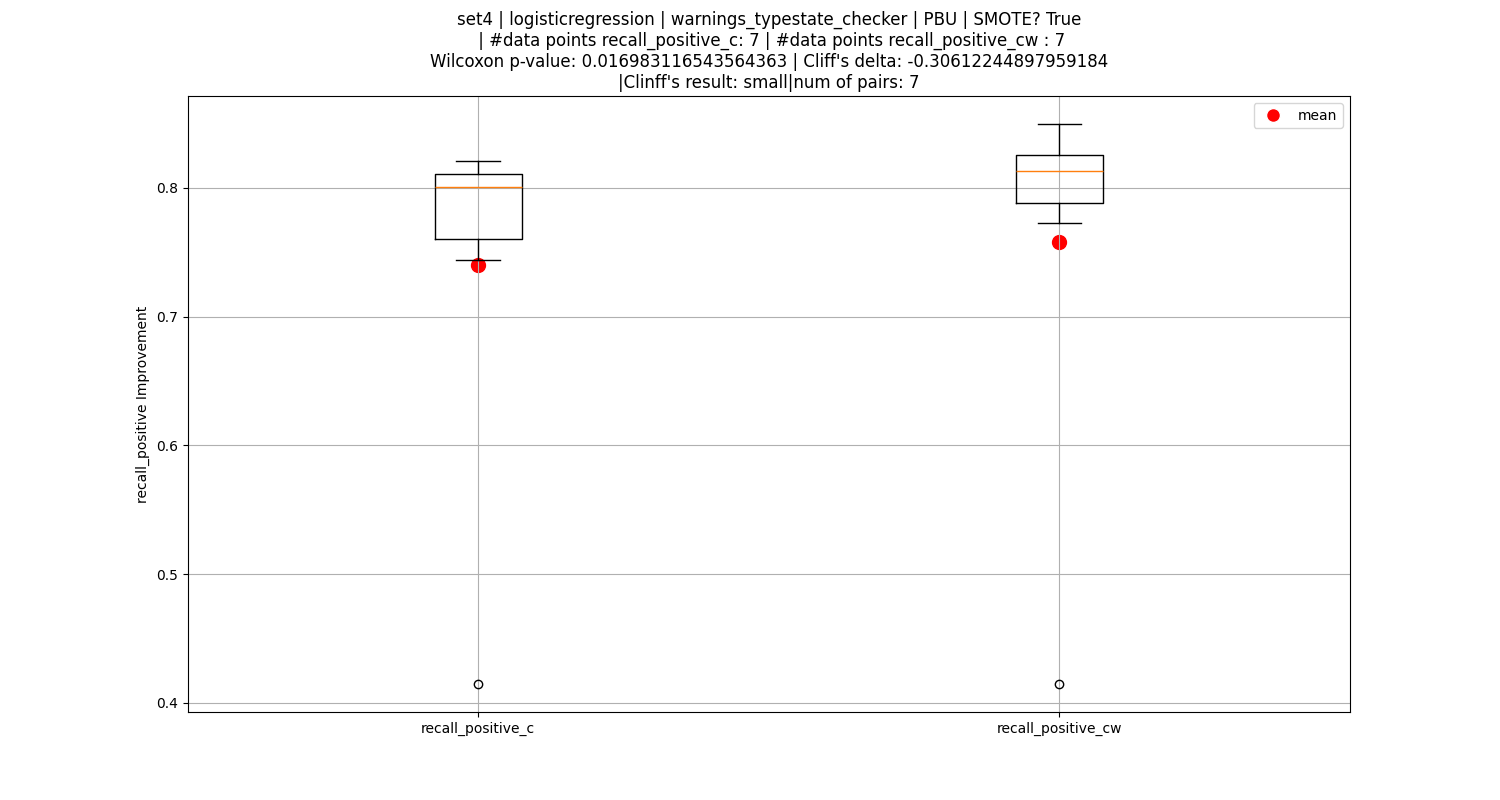 set4 | logisticregression | warnings_typestate_checker | PBU | SMOTE? True
| #data points recall_positive_c: 7 | #data points recall_positive_cw : 7
Wilcoxon p-value: 0.016983116543564363 | Cliff's delta: -0.30612244897959184
|Clinff's result: small|num of pairs: 7
mean
recall_positive Improvement
0.8
0.7
0.6
0.5
0.4
recall_positive_c
recall_positive_cw